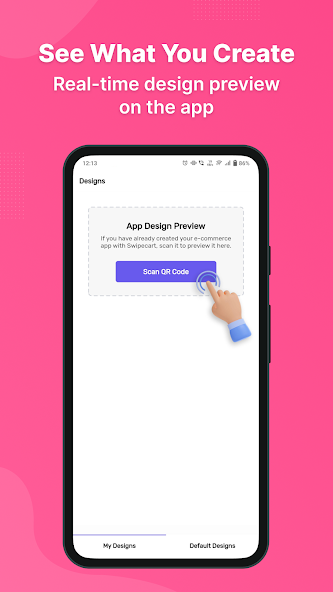 See What You Create
Real-time design preview
on the app
12:13
86%
Designs
App Design Preview
If you have already created your e-commerce
app with Swipecart, scan it to preview it here.
Scan QR Code
My Designs
Default Designs